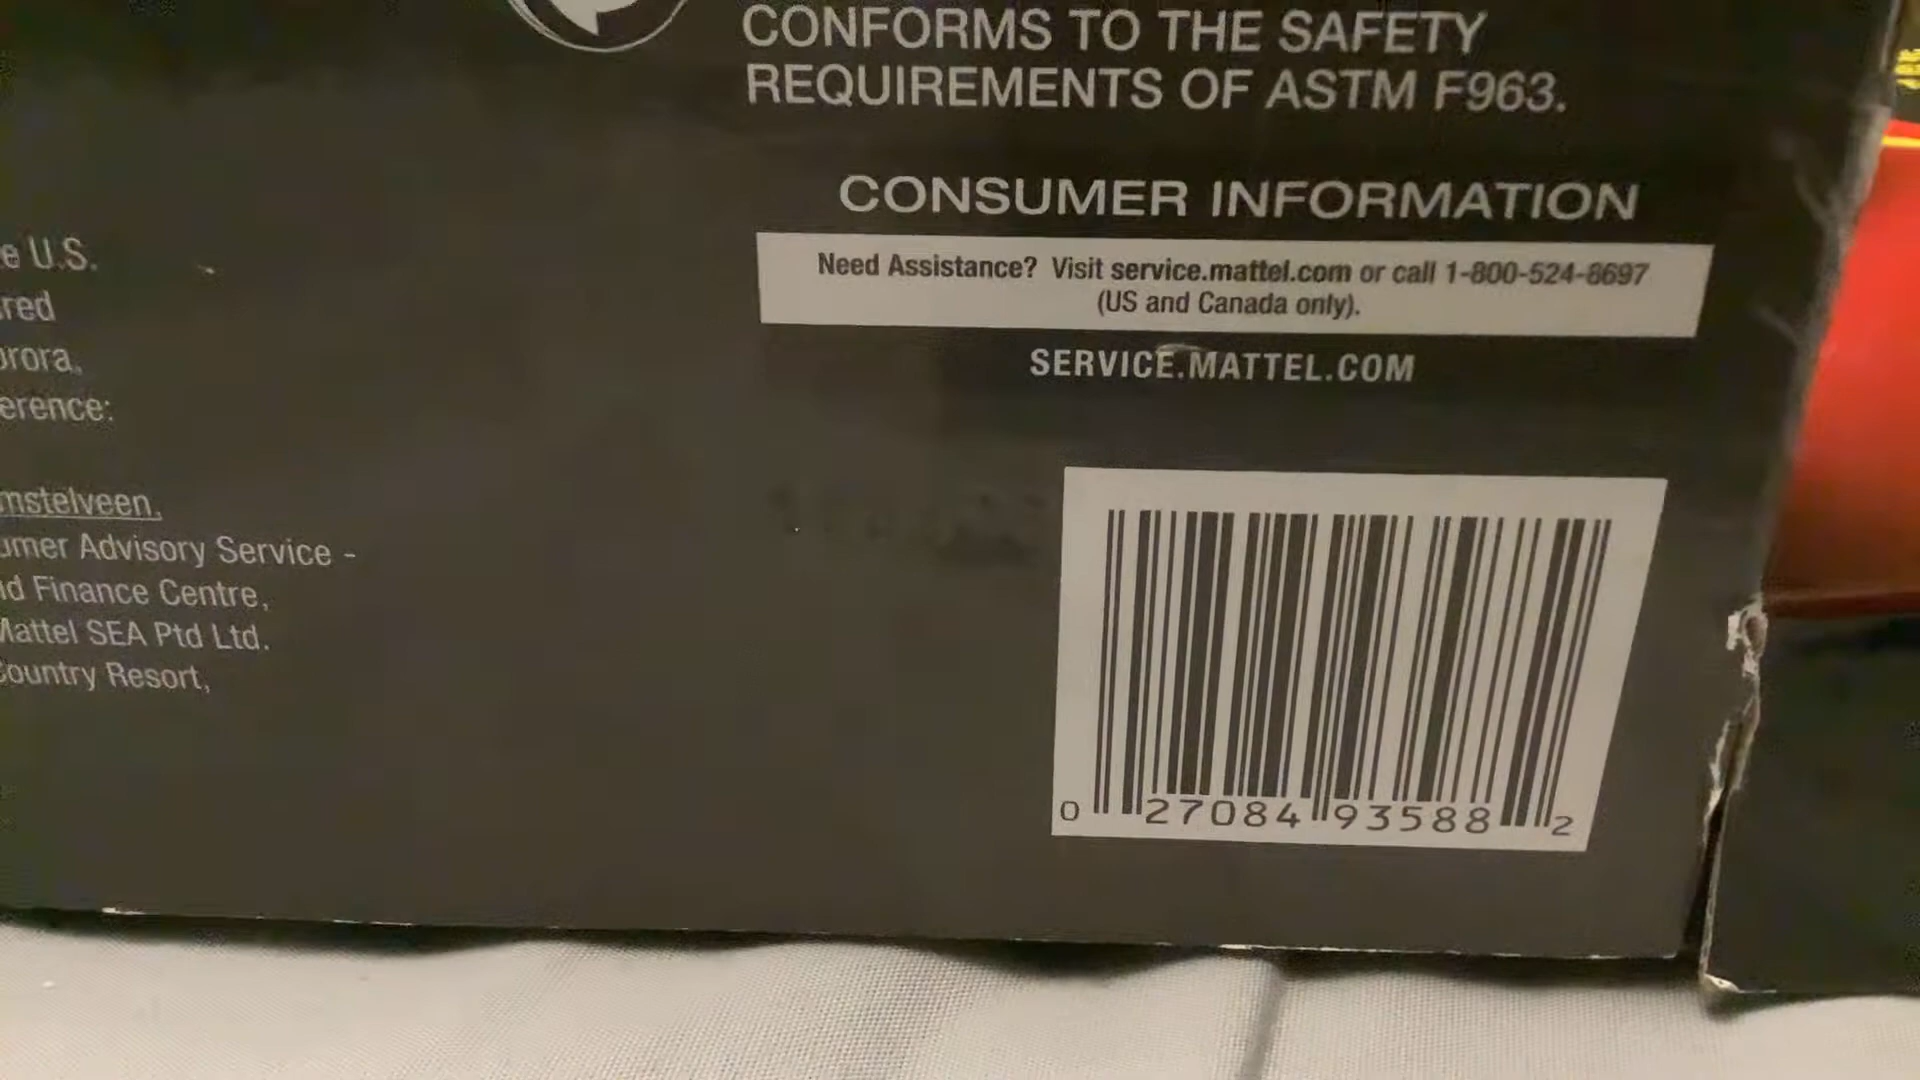 CONFORMS TO THE SAFETY
REQUIREMENTS OF ASTM F963.
CONSUMER INFORMATION
Need Assistance? Visit service.mattel.com or call 1-800-524-8697
(US and Canada only).
SERVICE.MATTEL.COM
0 27084 93588 2
e U.S.
red
rora,
erence:
mstelveen,
umer Advisory Service -
id Finance Centre,
Mattel SEA Ptd Ltd.
Country Resort,